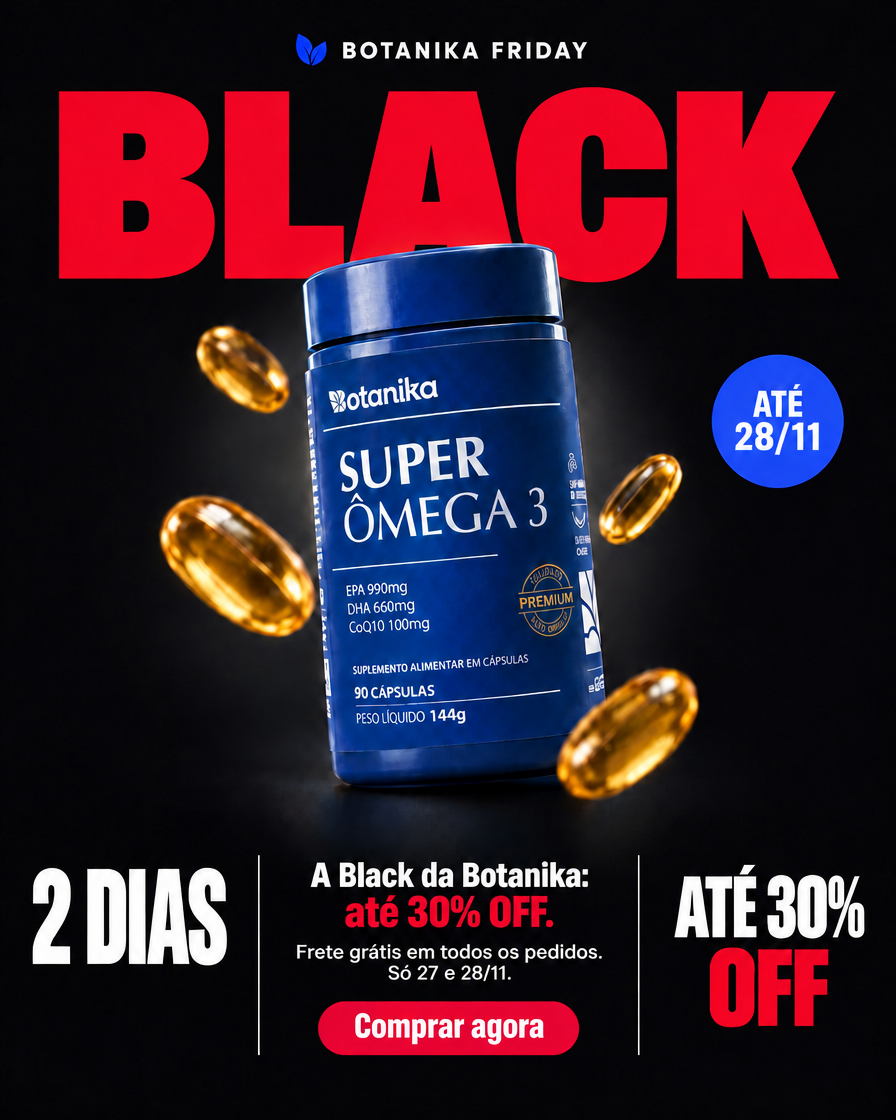 BOTANIKA FRIDAY
BLACK
Botanika
SUPER
ÔMEGA 3
EPA 990mg
DHA 660mg
CoQ10 100mg
PREMIUM
SUPLEMENTO ALIMENTAR EM CÁPSULAS
90 CÁPSULAS
PESO LÍQUIDO 144g
ATÉ
28/11
2 DIAS
A Black da Botanika:
até 30% OFF.
Frete grátis em todos os pedidos.
Só 27 e 28/11.
Comprar agora
ATÉ 30%
OFF